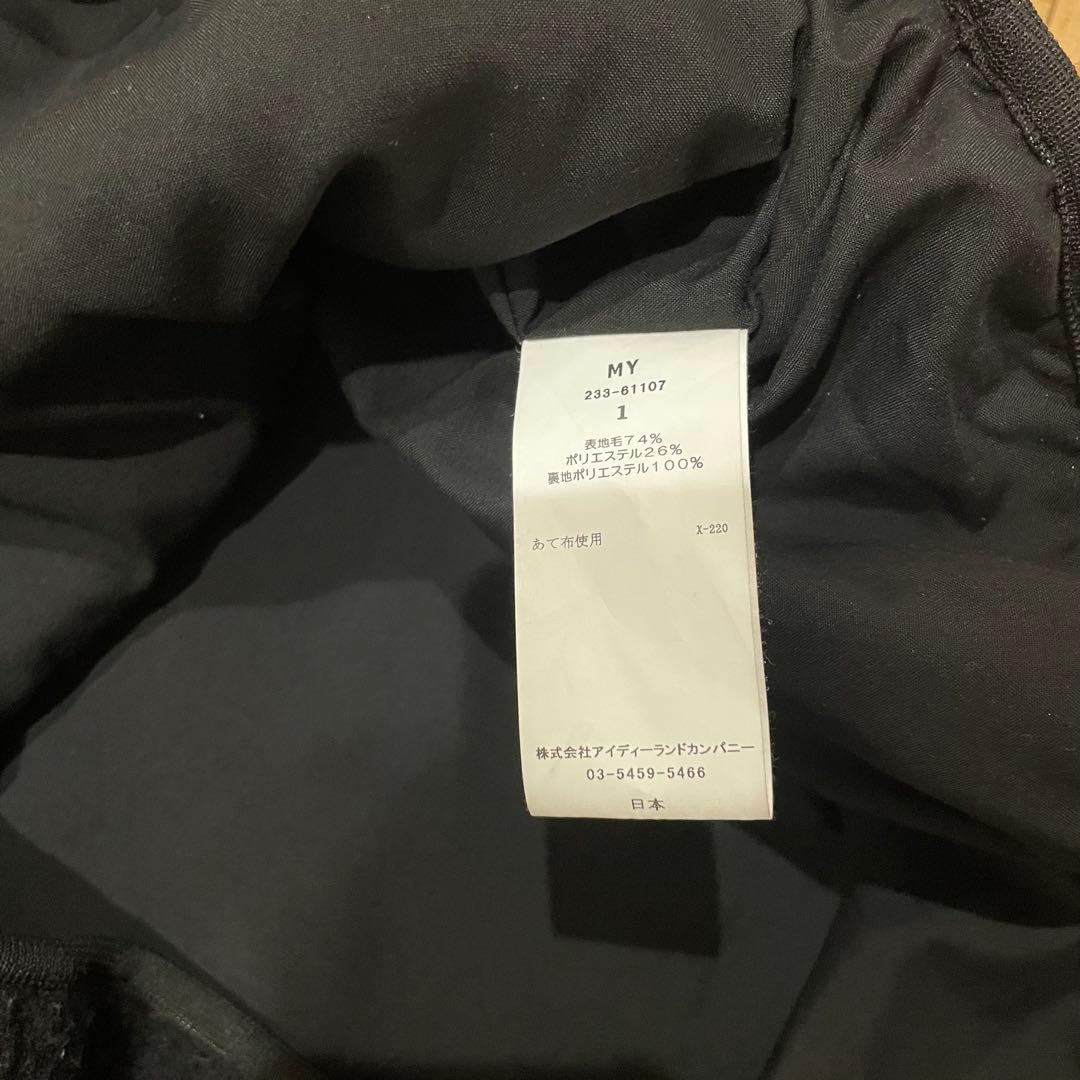 MY
233-61107
1
表地毛74%
ポリエステル26%
裏地ポリエステル100%
あて布使用 X-220
株式会社アイディーランドカンパニー
03-5459-5466
日本